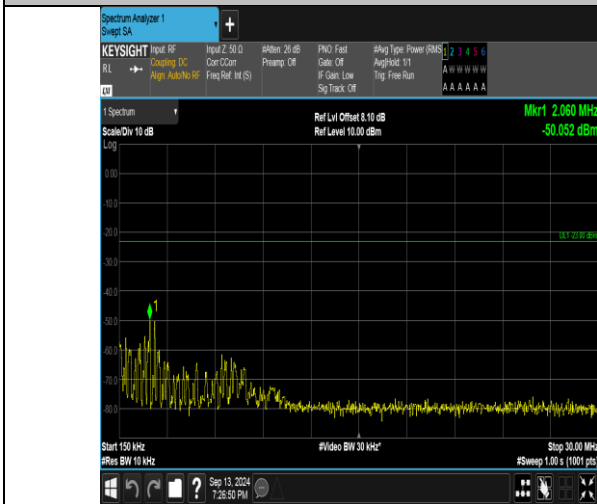 Spectrum Analyzer 1
Swept SA
+
KEYSIGHT
RL
Input: RF
Coupling: DC
Align: Auto/No RF
Input Z: 50 Ω
Corr CCorr
Freq Ref: Int (S)
#Atten: 26 dB
Preamp: Off
PNO: Fast
Gate: Off
IF Gain: Low
Sig Track: Off
#Avg Type: Power (RMS
Avg|Hold: 1/1
Trig: Free Run
1 2 3 4 5 6
A W W W W W
A A A A A A
1 Spectrum
Scale/Div 10 dB
Log
Ref Lvl Offset 8.10 dB
Ref Level 10.00 dBm
Mkr1 2.060 MHz
-50.052 dBm
0.00
-10.0
-20.0
DL1 -23.00 dBm
-30.0
-40.0
1
-50.0
-60.0
-70.0
-80.0
Start 150 kHz
#Res BW 10 kHz
#Video BW 30 kHz*
Stop 30.00 MHz
#Sweep 1.00 s (1001 pts)
?
Sep 13, 2024
7:26:50 PM